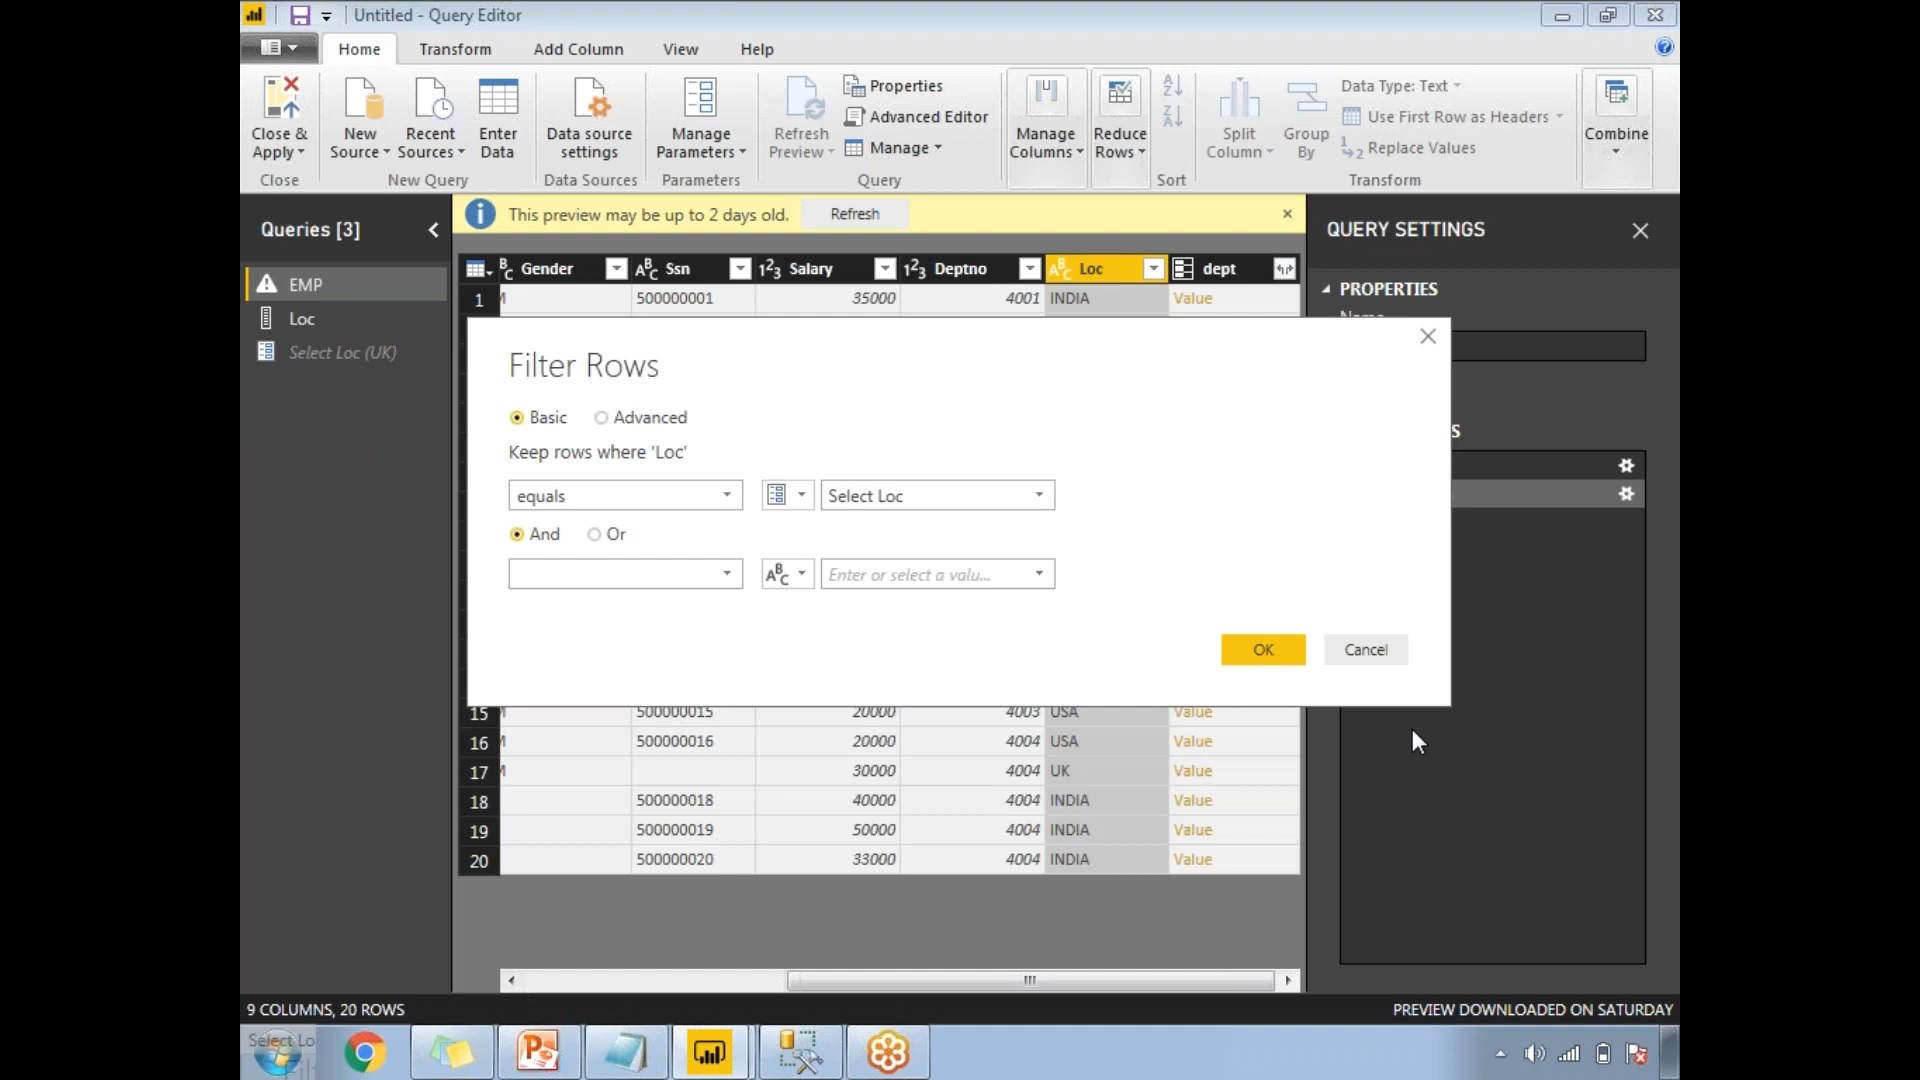 Untitled - Query Editor
Home Transform Add Column View Help
Close & Apply
New Source
Recent Sources
Enter Data
Data source settings
Manage Parameters
Refresh Preview
Properties
Advanced Editor
Manage
Manage Columns
Reduce Rows
Split Column
Group By
Data Type: Text
Use First Row as Headers
Replace Values
Combine
Close New Query Data Sources Parameters Query Sort Transform
Queries [3]
EMP
Loc
Select Loc (UK)
This preview may be up to 2 days old. Refresh
Gender Ssn Salary Deptno Loc dept
1 500000001 35000 4001 INDIA Value
Filter Rows
Basic Advanced
Keep rows where 'Loc'
equals Select Loc
And Or
Enter or select a valu...
OK Cancel
15 500000015 20000 4003 USA Value
16 500000016 20000 4004 USA Value
17 30000 4004 UK Value
18 500000018 40000 4004 INDIA Value
19 500000019 50000 4004 INDIA Value
20 500000020 33000 4004 INDIA Value
QUERY SETTINGS
PROPERTIES
Name
S
9 COLUMNS, 20 ROWS
PREVIEW DOWNLOADED ON SATURDAY
Select Lo